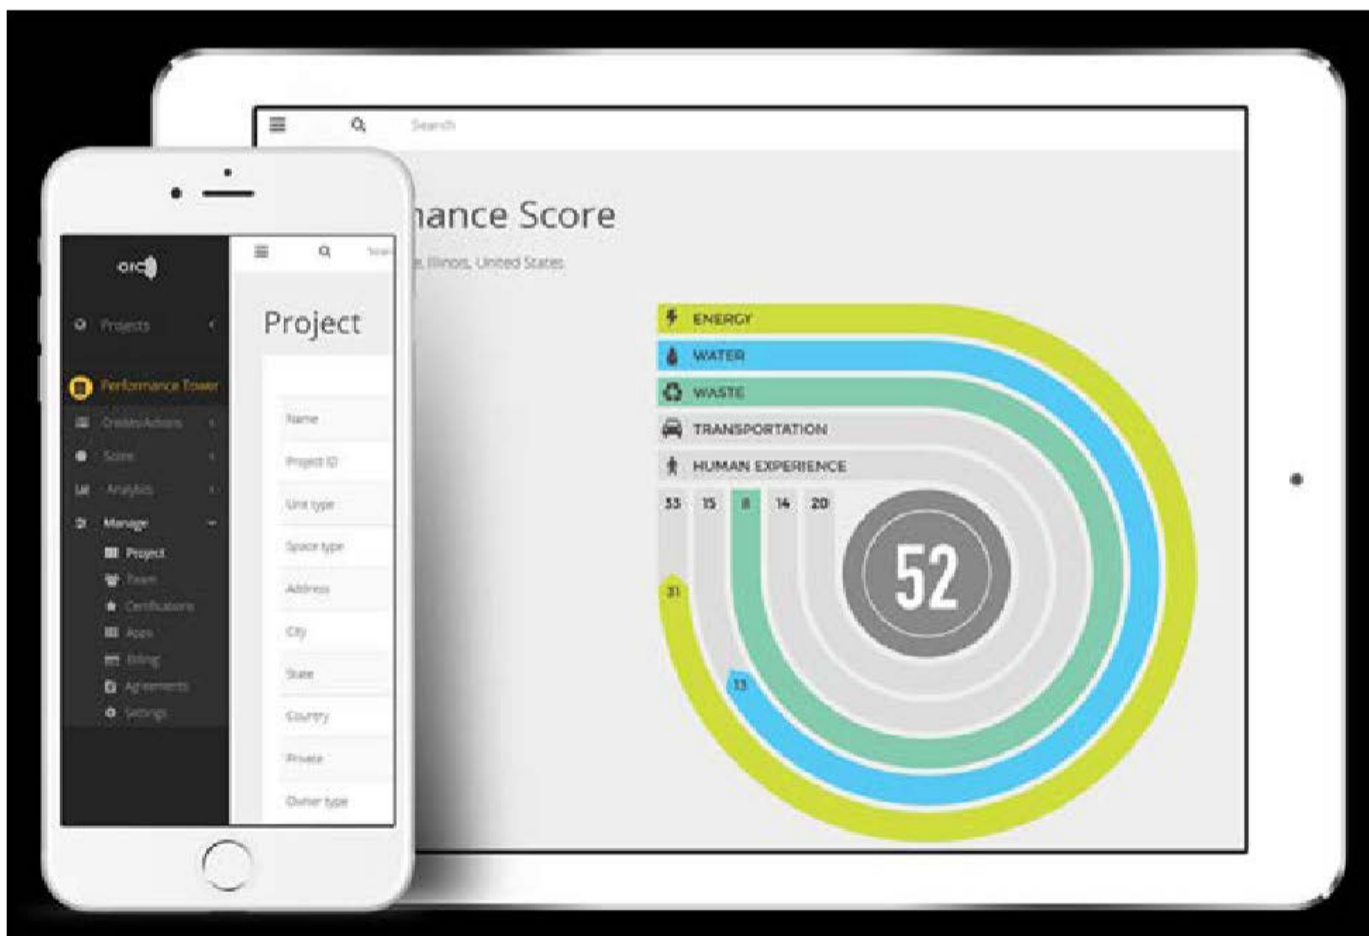 Search
mance Score
e, Illinois, United States
ENERGY
WATER
WASTE
TRANSPORTATION
HUMAN EXPERIENCE
33 15 8 14 20
31
13
52
arc
Projects
Performance Tower
Credits/Actions
Score
Analytics
Manage
Project
Team
Certifications
Apps
Billing
Agreements
Settings
Sear
Project
Name
Project ID
Unit type
Space type
Address
City
State
Country
Private
Owner type